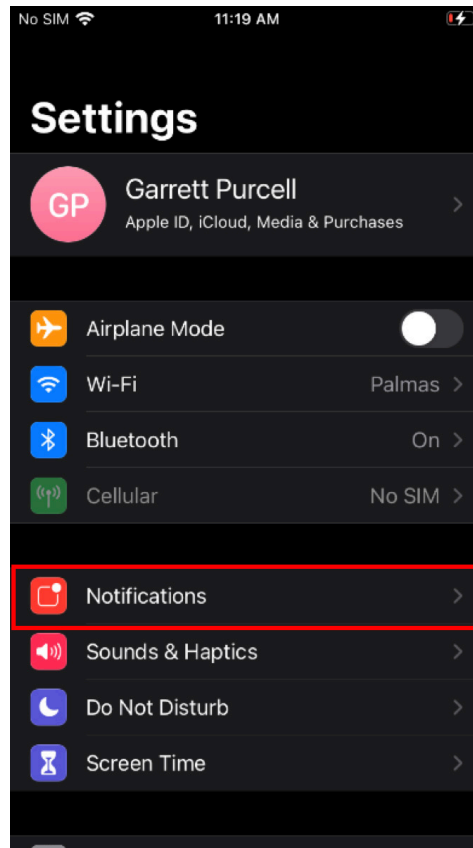 No SIM 11:19 AM
Settings
GP
Garrett Purcell
Apple ID, iCloud, Media & Purchases
Airplane Mode
Wi-Fi Palmas
Bluetooth On
Cellular No SIM
Notifications
Sounds & Haptics
Do Not Disturb
Screen Time